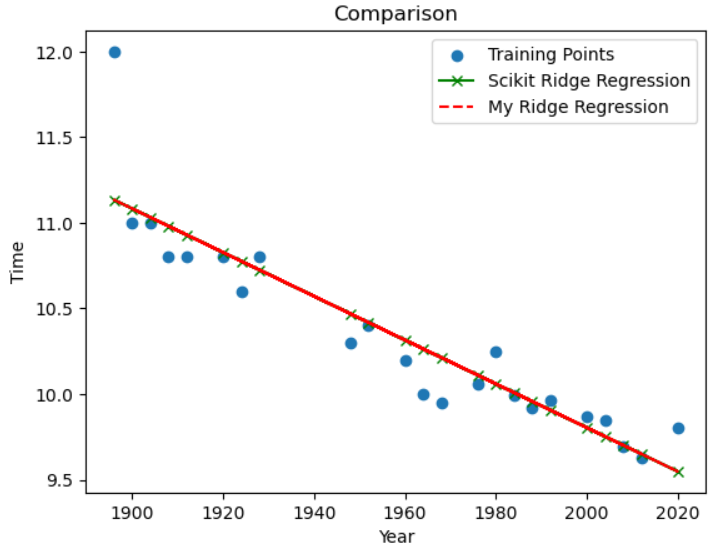 Comparison
12.0
11.5
11.0
10.5
10.0
9.5
Time
Training Points
Scikit Ridge Regression
My Ridge Regression
1900 1920 1940 1960 1980 2000 2020
Year